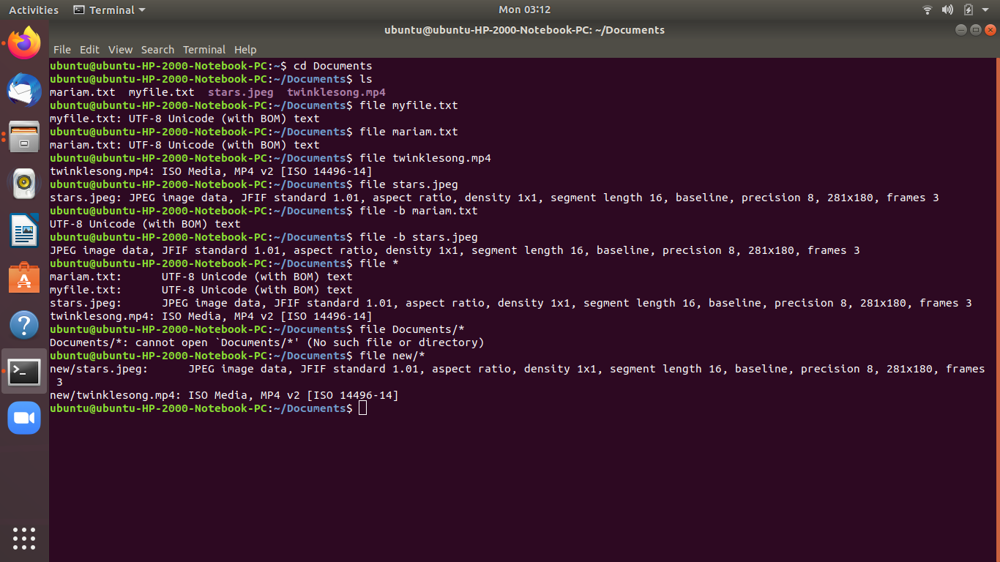 Activities Terminal Mon 03:12
ubuntu@ubuntu-HP-2000-Notebook-PC: ~/Documents
File Edit View Search Terminal Help
ubuntu@ubuntu-HP-2000-Notebook-PC:~$ cd Documents
ubuntu@ubuntu-HP-2000-Notebook-PC:~/Documents$ ls
mariam.txt  myfile.txt  stars.jpeg  twinklesong.mp4
ubuntu@ubuntu-HP-2000-Notebook-PC:~/Documents$ file myfile.txt
myfile.txt: UTF-8 Unicode (with BOM) text
ubuntu@ubuntu-HP-2000-Notebook-PC:~/Documents$ file mariam.txt
mariam.txt: UTF-8 Unicode (with BOM) text
ubuntu@ubuntu-HP-2000-Notebook-PC:~/Documents$ file twinklesong.mp4
twinklesong.mp4: ISO Media, MP4 v2 [ISO 14496-14]
ubuntu@ubuntu-HP-2000-Notebook-PC:~/Documents$ file stars.jpeg
stars.jpeg: JPEG image data, JFIF standard 1.01, aspect ratio, density 1x1, segment length 16, baseline, precision 8, 281x180, frames 3
ubuntu@ubuntu-HP-2000-Notebook-PC:~/Documents$ file -b mariam.txt
UTF-8 Unicode (with BOM) text
ubuntu@ubuntu-HP-2000-Notebook-PC:~/Documents$ file -b stars.jpeg
JPEG image data, JFIF standard 1.01, aspect ratio, density 1x1, segment length 16, baseline, precision 8, 281x180, frames 3
ubuntu@ubuntu-HP-2000-Notebook-PC:~/Documents$ file *
mariam.txt:      UTF-8 Unicode (with BOM) text
myfile.txt:      UTF-8 Unicode (with BOM) text
stars.jpeg:      JPEG image data, JFIF standard 1.01, aspect ratio, density 1x1, segment length 16, baseline, precision 8, 281x180, frames 3
twinklesong.mp4: ISO Media, MP4 v2 [ISO 14496-14]
ubuntu@ubuntu-HP-2000-Notebook-PC:~/Documents$ file Documents/*
Documents/*: cannot open `Documents/*' (No such file or directory)
ubuntu@ubuntu-HP-2000-Notebook-PC:~/Documents$ file new/*
new/stars.jpeg:      JPEG image data, JFIF standard 1.01, aspect ratio, density 1x1, segment length 16, baseline, precision 8, 281x180, frames
 3
new/twinklesong.mp4: ISO Media, MP4 v2 [ISO 14496-14]
ubuntu@ubuntu-HP-2000-Notebook-PC:~/Documents$